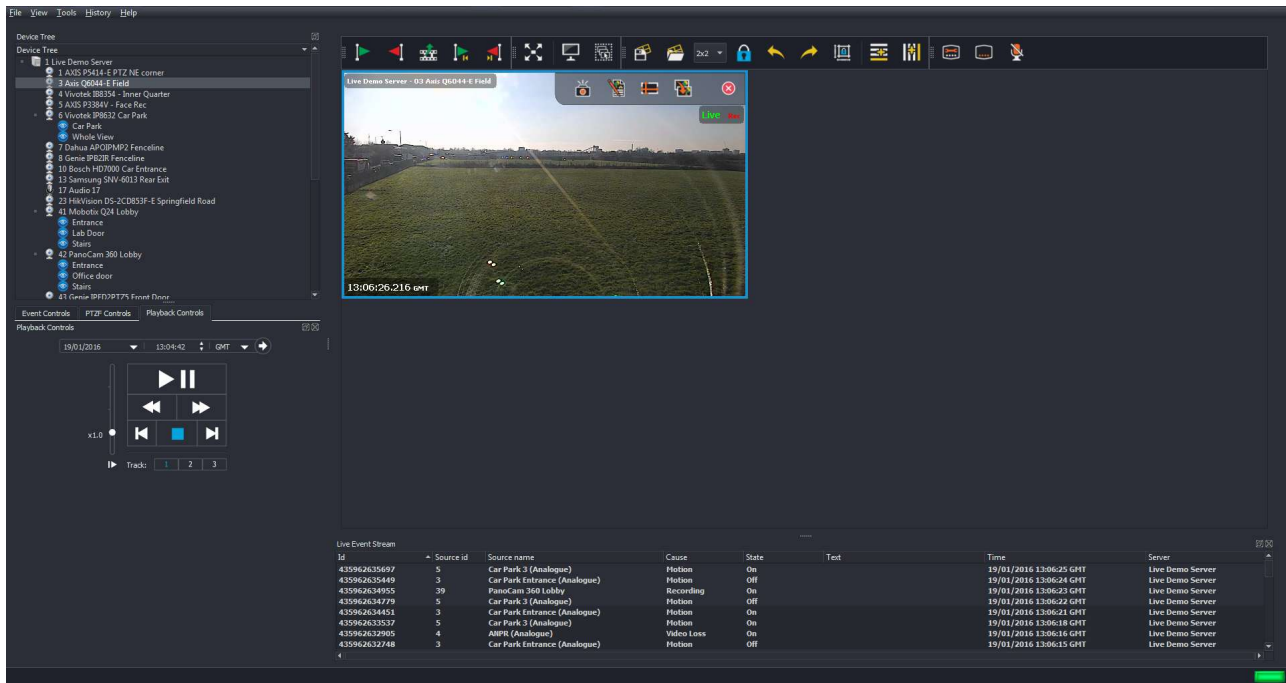 File View Tools History Help
Device Tree
Device Tree
1 Live Demo Server
1 AXIS P5414-E PTZ NE corner
3 Axis Q6044-E Field
4 Vivotek IB8354 - Inner Quarter
5 AXIS P3384V - Face Rec
6 Vivotek IP8632 Car Park
Car Park
Whole View
7 Dahua APOIPMP2 Fenceline
8 Genie IPB2IR Fenceline
10 Bosch HD7000 Car Entrance
13 Samsung SNV-6013 Rear Exit
17 Audio 17
23 HikVision DS-2CD853F-E Springfield Road
41 Mobotix Q24 Lobby
Entrance
Lab Door
Stairs
42 PanoCam 360 Lobby
Entrance
Office door
Stairs
43 Genie IPFD2PTZ5 Front Door
Event Controls PTZF Controls Playback Controls
Playback Controls
19/01/2016 13:04:42 GMT
x1.0
Track: 1 2 3
2x2
Live Demo Server - 03 Axis Q6044-E Field
Live
13:06:26.216 GMT
Live Event Stream
Id Source id Source name Cause State Text Time Server
435962635697 5 Car Park 3 (Analogue) Motion On 19/01/2016 13:06:25 GMT Live Demo Server
435962635449 3 Car Park Entrance (Analogue) Motion Off 19/01/2016 13:06:24 GMT Live Demo Server
435962634955 39 PanoCam 360 Lobby Recording On 19/01/2016 13:06:23 GMT Live Demo Server
435962634779 5 Car Park 3 (Analogue) Motion On 19/01/2016 13:06:22 GMT Live Demo Server
435962634451 3 Car Park Entrance (Analogue) Motion On 19/01/2016 13:06:21 GMT Live Demo Server
435962633537 5 Car Park 3 (Analogue) Motion On 19/01/2016 13:06:18 GMT Live Demo Server
435962632905 4 ANPR (Analogue) Video Loss On 19/01/2016 13:06:16 GMT Live Demo Server
435962632748 3 Car Park Entrance (Analogue) Motion Off 19/01/2016 13:06:15 GMT Live Demo Server